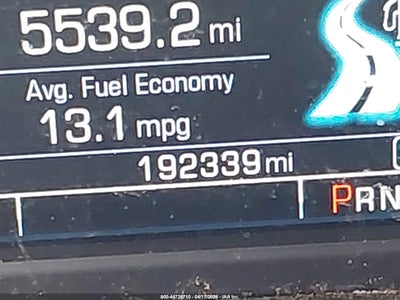 5539.2 mi
Avg. Fuel Economy
13.1 mpg
192339 mi
PRN